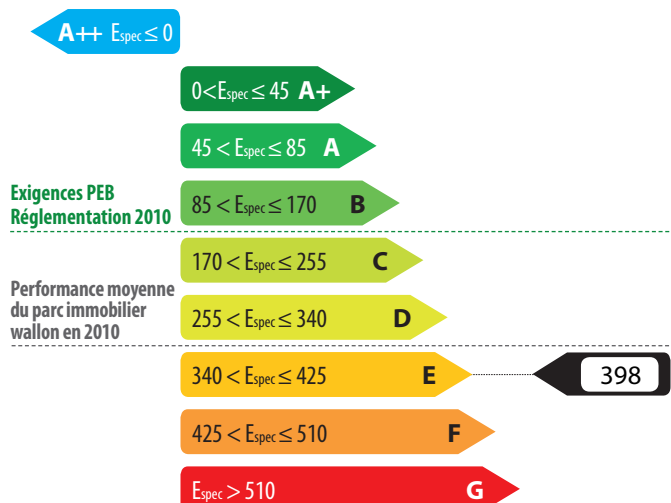 A++ Espec ≤ 0
0<Espec ≤ 45 A+
45 < Espec ≤ 85 A
Exigences PEB
Réglementation 2010
85 < Espec ≤ 170 B
170 < Espec ≤ 255 C
Performance moyenne
du parc immobilier
wallon en 2010
255 < Espec ≤ 340 D
340 < Espec ≤ 425 E
398
425 < Espec ≤ 510 F
Espec > 510 G